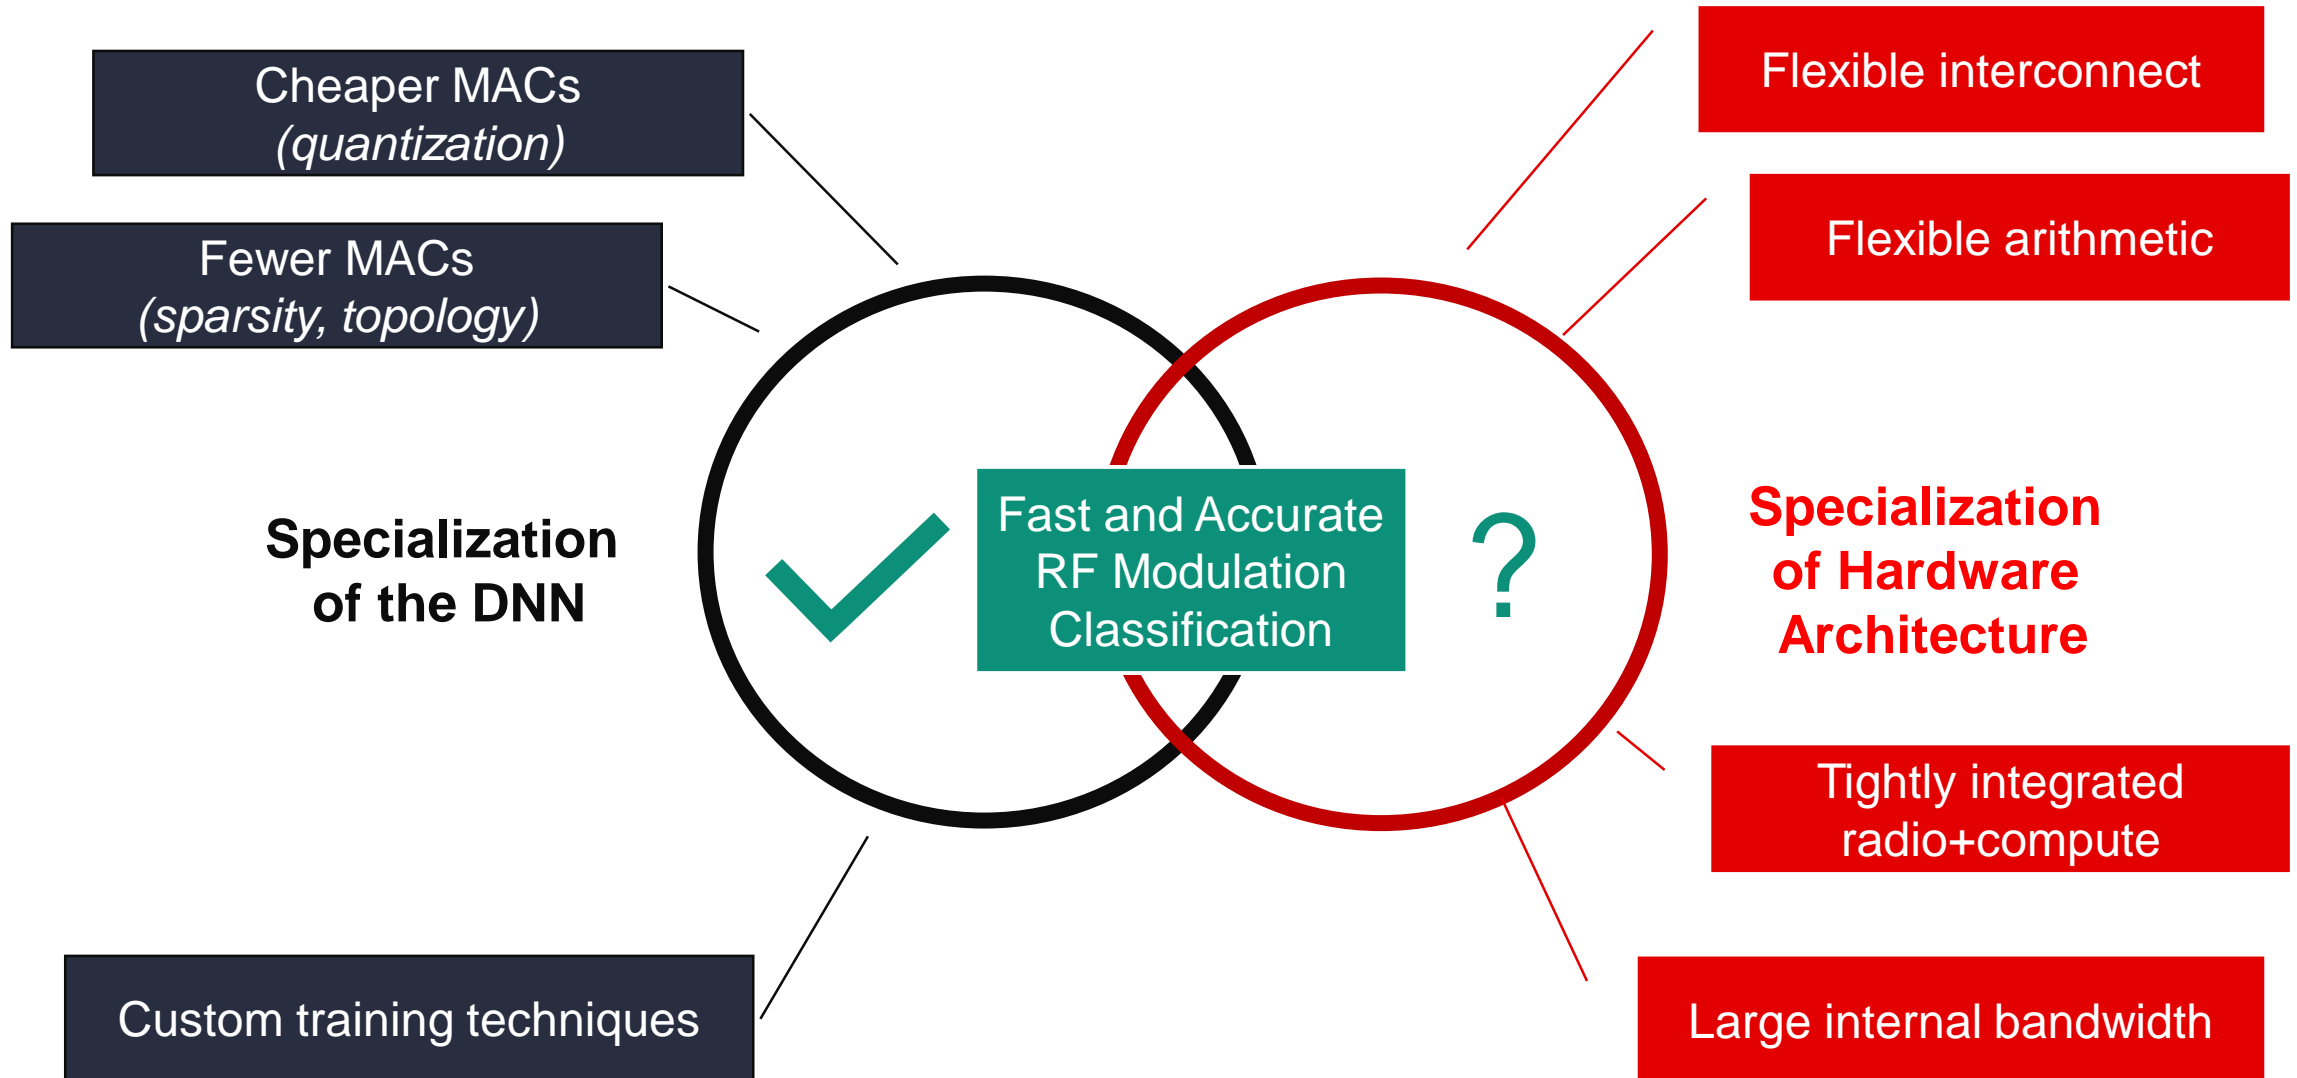 Cheaper MACs
(quantization)
Fewer MACs
(sparsity, topology)
Specialization
of the DNN
Custom training techniques
Fast and Accurate
RF Modulation
Classification
?
Flexible interconnect
Flexible arithmetic
Specialization
of Hardware
Architecture
Tightly integrated
radio+compute
Large internal bandwidth